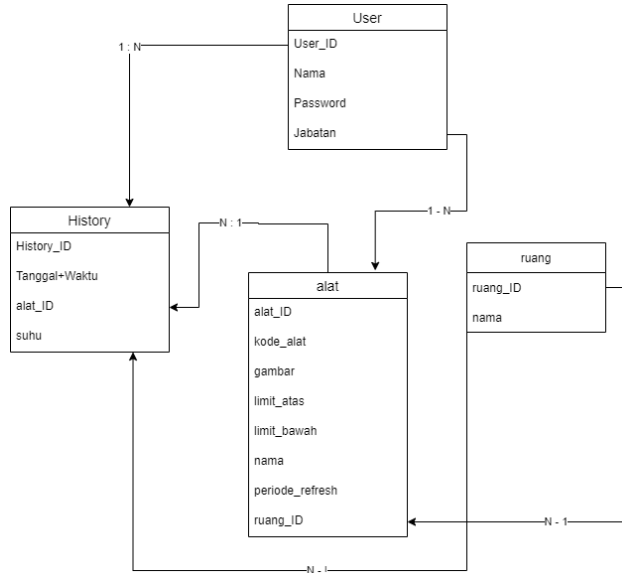 User
User_ID
Nama
Password
Jabatan
1 : N
History
History_ID
Tanggal+Waktu
alat_ID
suhu
N : 1
1 - N
alat
alat_ID
kode_alat
gambar
limit_atas
limit_bawah
nama
periode_refresh
ruang_ID
ruang
ruang_ID
nama
N - 1
N - I